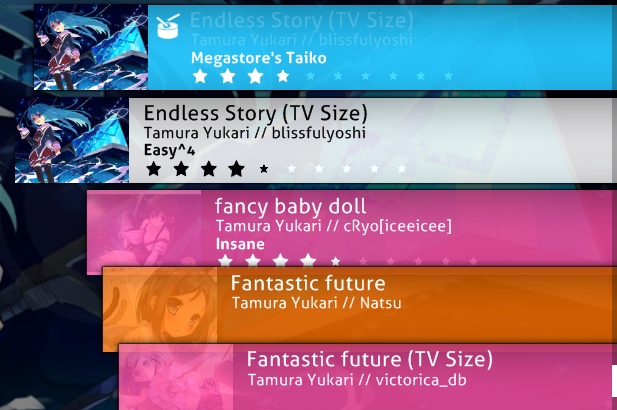 Endless Story (TV Size)
Tamura Yukari // blissfulyoshi
Megastore's Taiko
Endless Story (TV Size)
Tamura Yukari // blissfulyoshi
Easy^4
fancy baby doll
Tamura Yukari // cRyo[iceeicee]
Insane
Fantastic future
Tamura Yukari // Natsu
Fantastic future (TV Size)
Tamura Yukari // victorica_db